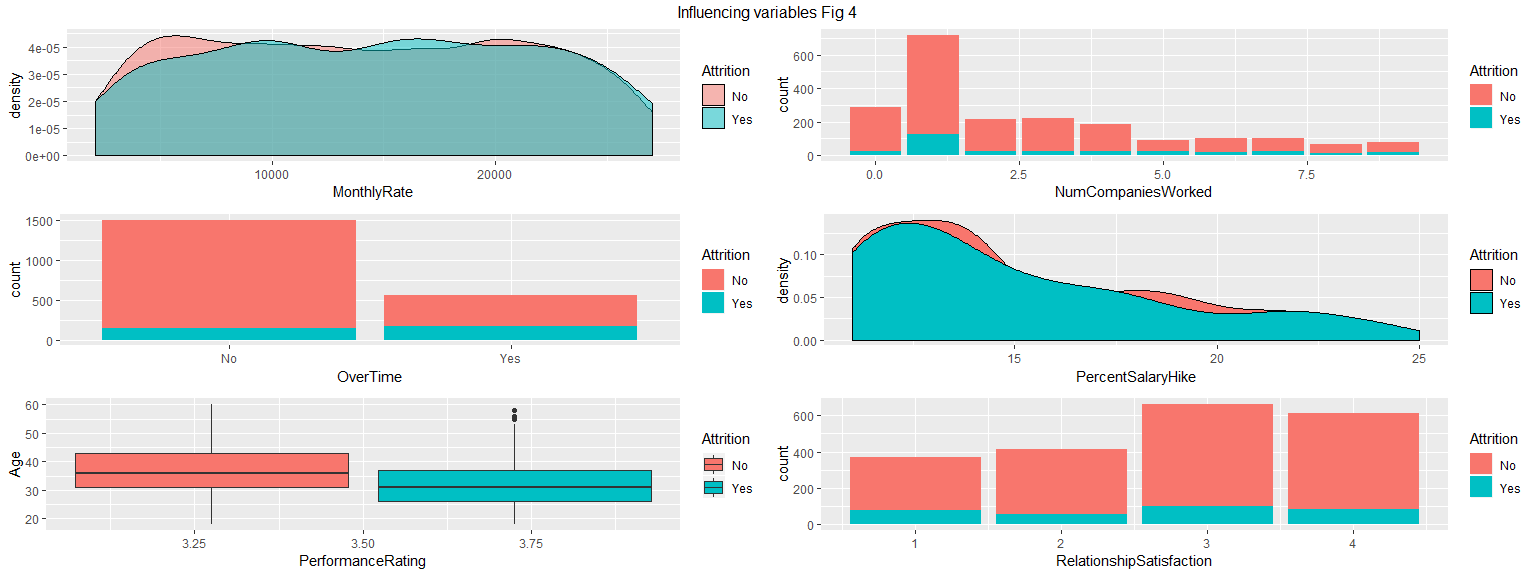 Influencing variables Fig 4
density
4e-05
3e-05
2e-05
1e-05
0e+00
10000 20000
MonthlyRate
Attrition
No
Yes
count
600
400
200
0
0.0 2.5 5.0 7.5
NumCompaniesWorked
Attrition
No
Yes
count
1500
1000
500
0
No Yes
OverTime
Attrition
No
Yes
density
0.10
0.05
0.00
15 20 25
PercentSalaryHike
Attrition
No
Yes
Age
60
50
40
30
20
3.25 3.50 3.75
PerformanceRating
Attrition
No
Yes
count
600
400
200
0
1 2 3 4
RelationshipSatisfaction
Attrition
No
Yes